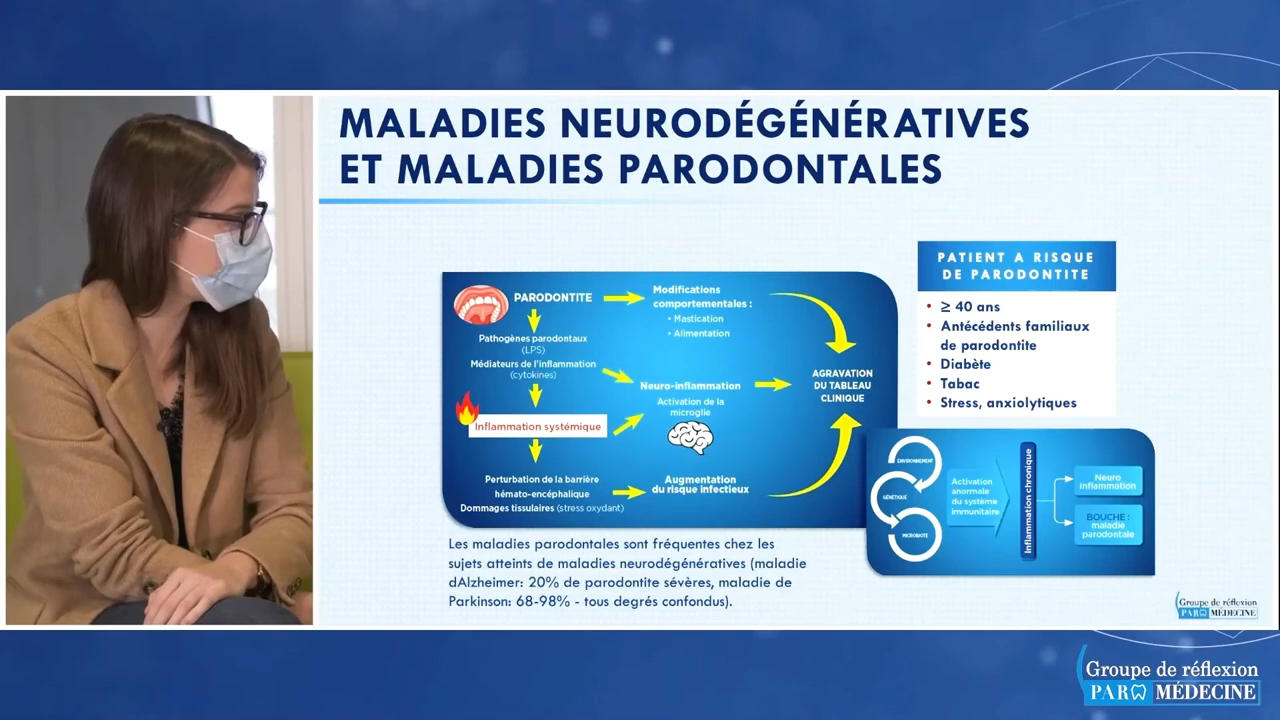 MALADIES NEURODÉGÉNÉRATIVES
ET MALADIES PARODONTALES
PARODONTITE
Pathogènes parodontaux
(LPS)
Médiateurs de l'inflammation
(cytokines)
Inflammation systémique
Perturbation de la barrière
hémato-encéphalique
Dommages tissulaires (stress oxydant)
Modifications
comportementales :
• Mastication
• Alimentation
Neuro-inflammation
Activation de la
microglie
Augmentation
du risque infectieux
AGRAVATION
DU TABLEAU
CLINIQUE
PATIENT A RISQUE
DE PARODONTITE
• ≥ 40 ans
• Antécédents familiaux
de parodontite
• Diabète
• Tabac
• Stress, anxiolytiques
ENVIRONNEMENT
GÉNÉTIQUE
MICROBIOTE
Activation
anormale
du système
immunitaire
Inflammation chronique
Neuro
inflammation
BOUCHE :
maladie
parodontale
Les maladies parodontales sont fréquentes chez les
sujets atteints de maladies neurodégénératives (maladie
dAlzheimer: 20% de parodontite sévères, maladie de
Parkinson: 68-98% - tous degrés confondus).
Groupe de réflexion
PARO MÉDECINE
Groupe de réflexion
PARO MÉDECINE